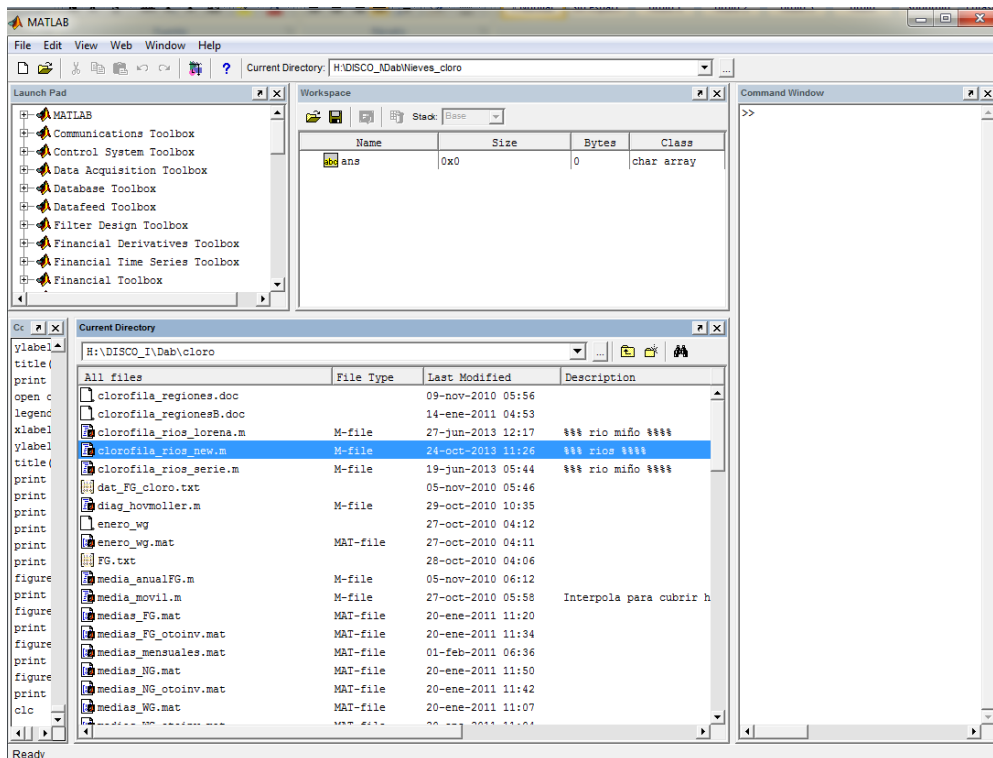 MATLAB
File Edit View Web Window Help
? Current Directory: H:\DISCO_I\Dab\Nieves_cloro ...
Launch Pad
MATLAB
Communications Toolbox
Control System Toolbox
Data Acquisition Toolbox
Database Toolbox
Datafeed Toolbox
Filter Design Toolbox
Financial Derivatives Toolbox
Financial Time Series Toolbox
Financial Toolbox
Workspace
Stack: Base
Name Size Bytes Class
abc ans 0x0 0 char array
Command Window
>>
Cc
ylabel
title(
print
open c
legend
xlabel
ylabel
title(
print
print
print
print
print
print
figure
print
figure
print
figure
print
figure
print
clc
Current Directory
H:\DISCO_I\Dab\cloro ...
All files File Type Last Modified Description
clorofila_regiones.doc 09-nov-2010 05:56
clorofila_regionesB.doc 14-ene-2011 04:53
clorofila_rios_lorena.m M-file 27-jun-2013 12:17 %%% rio miño %%%%
clorofila_rios_new.m M-file 24-oct-2013 11:26 %%% rios %%%%
clorofila_rios_serie.m M-file 19-jun-2013 05:44 %%% rio miño %%%%
dat_FG_cloro.txt 05-nov-2010 05:46
diag_hovmoller.m M-file 29-oct-2010 10:35
enero_wg 27-oct-2010 04:12
enero_wg.mat MAT-file 27-oct-2010 04:11
FG.txt 28-oct-2010 04:06
media_anualFG.m M-file 05-nov-2010 06:12
media_movil.m M-file 27-oct-2010 05:58 Interpola para cubrir h
medias_FG.mat MAT-file 20-ene-2011 11:20
medias_FG_otoinv.mat MAT-file 20-ene-2011 11:34
medias_mensuales.mat MAT-file 01-feb-2011 06:36
medias_NG.mat MAT-file 20-ene-2011 11:50
medias_NG_otoinv.mat MAT-file 20-ene-2011 11:42
medias_WG.mat MAT-file 20-ene-2011 11:07
Ready